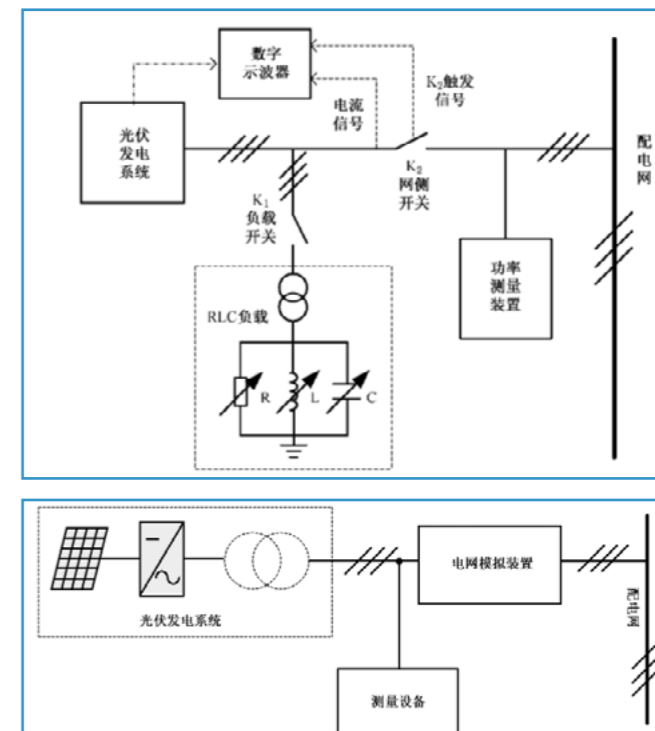 数字
示波器
K₂触发
信号
电流
信号
光伏
发电
系统
K₂
网侧
开关
配
电
网
K₁
负载
开关
功率
测量
装置
RLC负载
R
L
C
电网模拟装置
光伏发电系统
配电网
测量设备